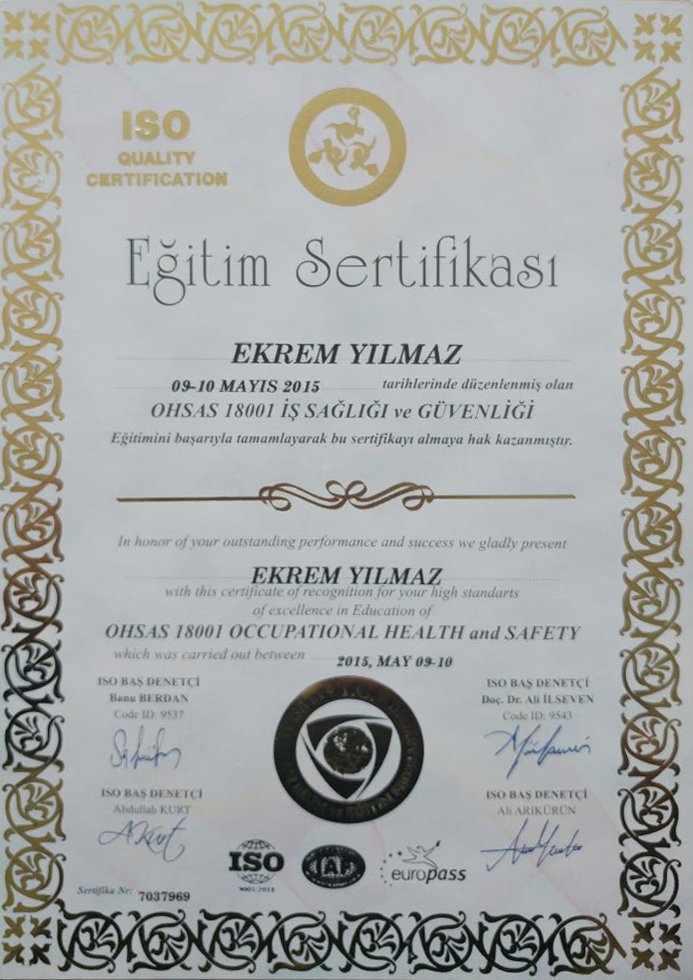 ISO
QUALITY
CERTIFICATION
Eğitim Sertifikası
EKREM YILMAZ
09-10 MAYIS 2015 tarihlerinde düzenlenmiş olan
OHSAS 18001 İŞ SAĞLIĞI ve GÜVENLİĞİ
Eğitimini başarıyla tamamlayarak bu sertifikayı almaya hak kazanmıştır.
In honor of your outstanding performance and success we gladly present
EKREM YILMAZ
with this certificate of recognition for your high standarts
of excellence in Education of
OHSAS 18001 OCCUPATIONAL HEALTH and SAFETY
which was carried out between 2015, MAY 09-10
ISO BAŞ DENETÇİ
Banu BERDAN
Code ID: 9537
ISO BAŞ DENETÇİ
Doç. Dr. Ali İLSEVEN
Code ID: 9543
ISO BAŞ DENETÇİ
Abdullah KURT
ISO BAŞ DENETÇİ
Ali ARIKÜRÜN
ISO
9001:2015
IAF
europass
Sertifika Nr: 7037969